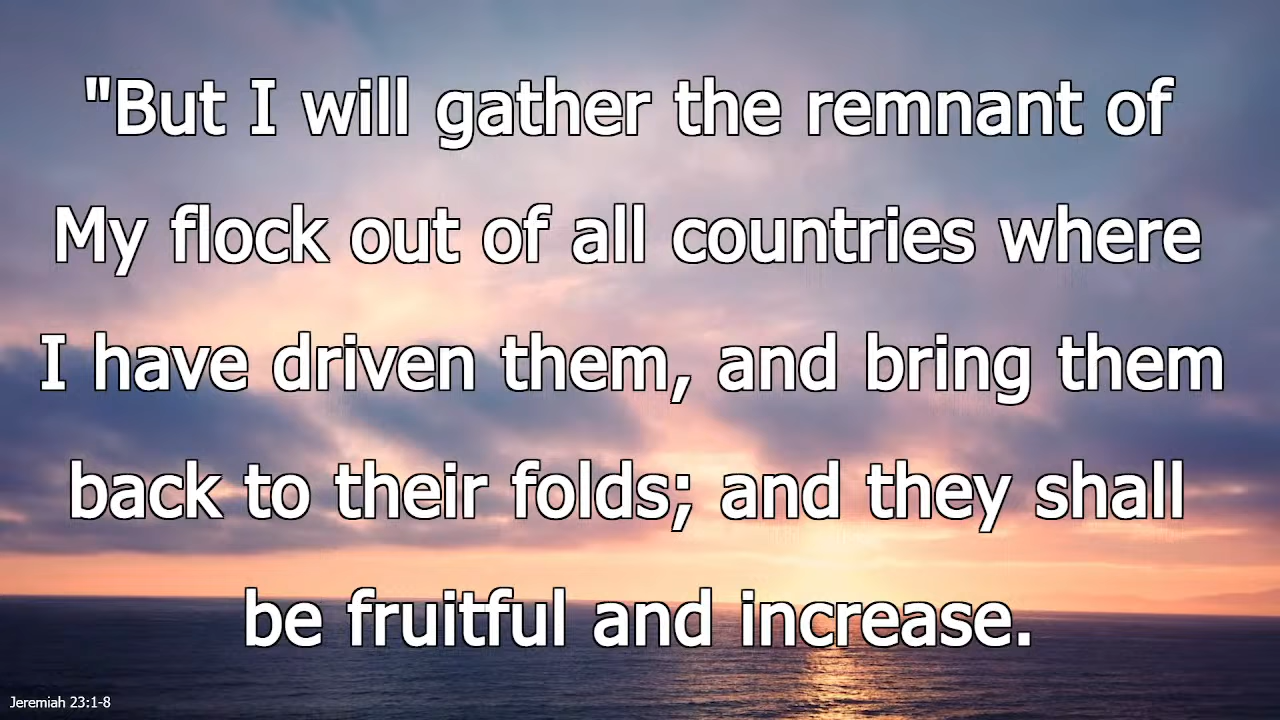 "But I will gather the remnant of
My flock out of all countries where
I have driven them, and bring them
back to their folds; and they shall
be fruitful and increase.
Jeremiah 23:1-8